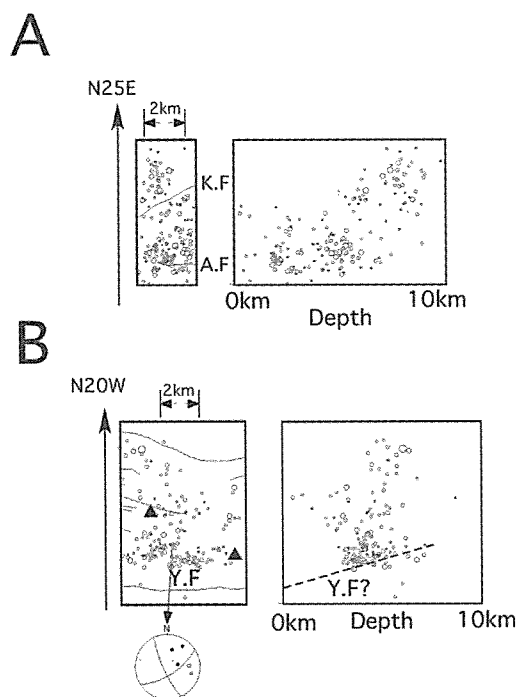 A
N25E
2km
K.F
A.F
0km
10km
Depth
B
N20W
2km
Y.F
Y.F?
0km
Depth
10km
N